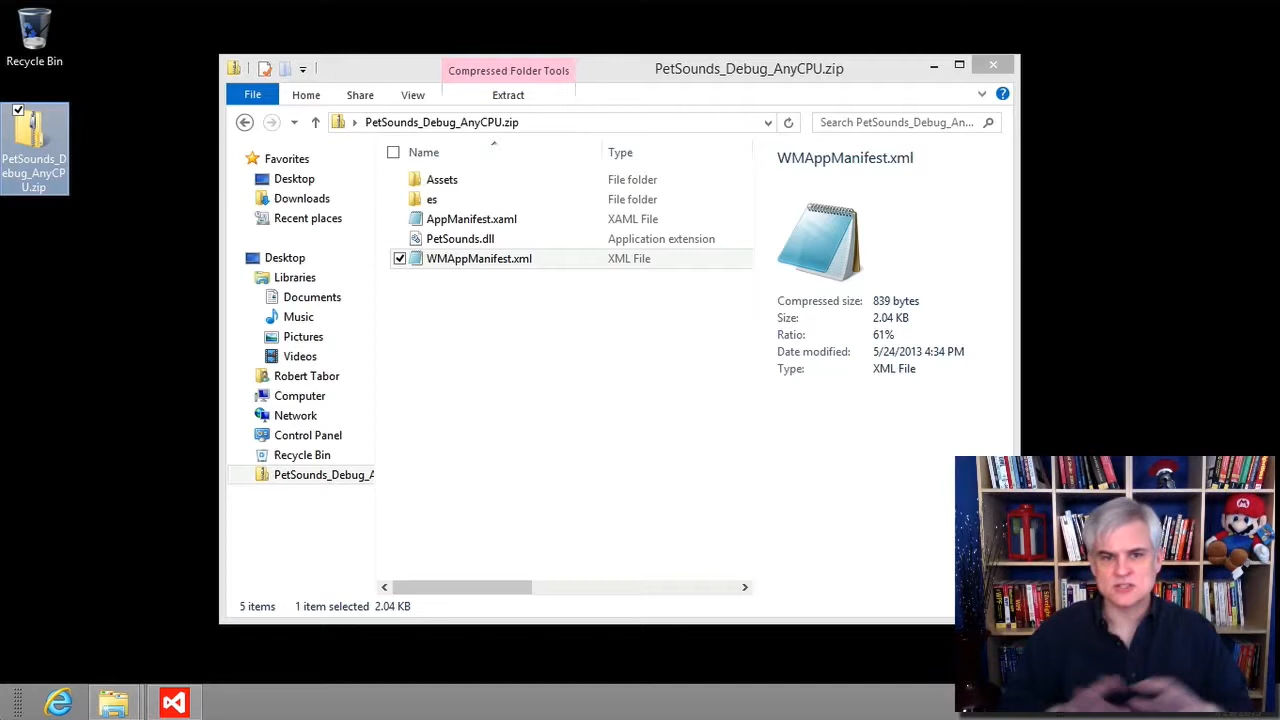 Recycle Bin
PetSounds_D
ebug_AnyCP
U.zip
Compressed Folder Tools
PetSounds_Debug_AnyCPU.zip
File
Home
Share
View
Extract
PetSounds_Debug_AnyCPU.zip
Search PetSounds_Debug_An...
Favorites
Desktop
Downloads
Recent places
Desktop
Libraries
Documents
Music
Pictures
Videos
Robert Tabor
Computer
Network
Control Panel
Recycle Bin
PetSounds_Debug_A
Name Type
Assets File folder
es File folder
AppManifest.xaml XAML File
PetSounds.dll Application extension
WMAppManifest.xml XML File
WMAppManifest.xml
Compressed size: 839 bytes
Size: 2.04 KB
Ratio: 61%
Date modified: 5/24/2013 4:34 PM
Type: XML File
5 items 1 item selected 2.04 KB